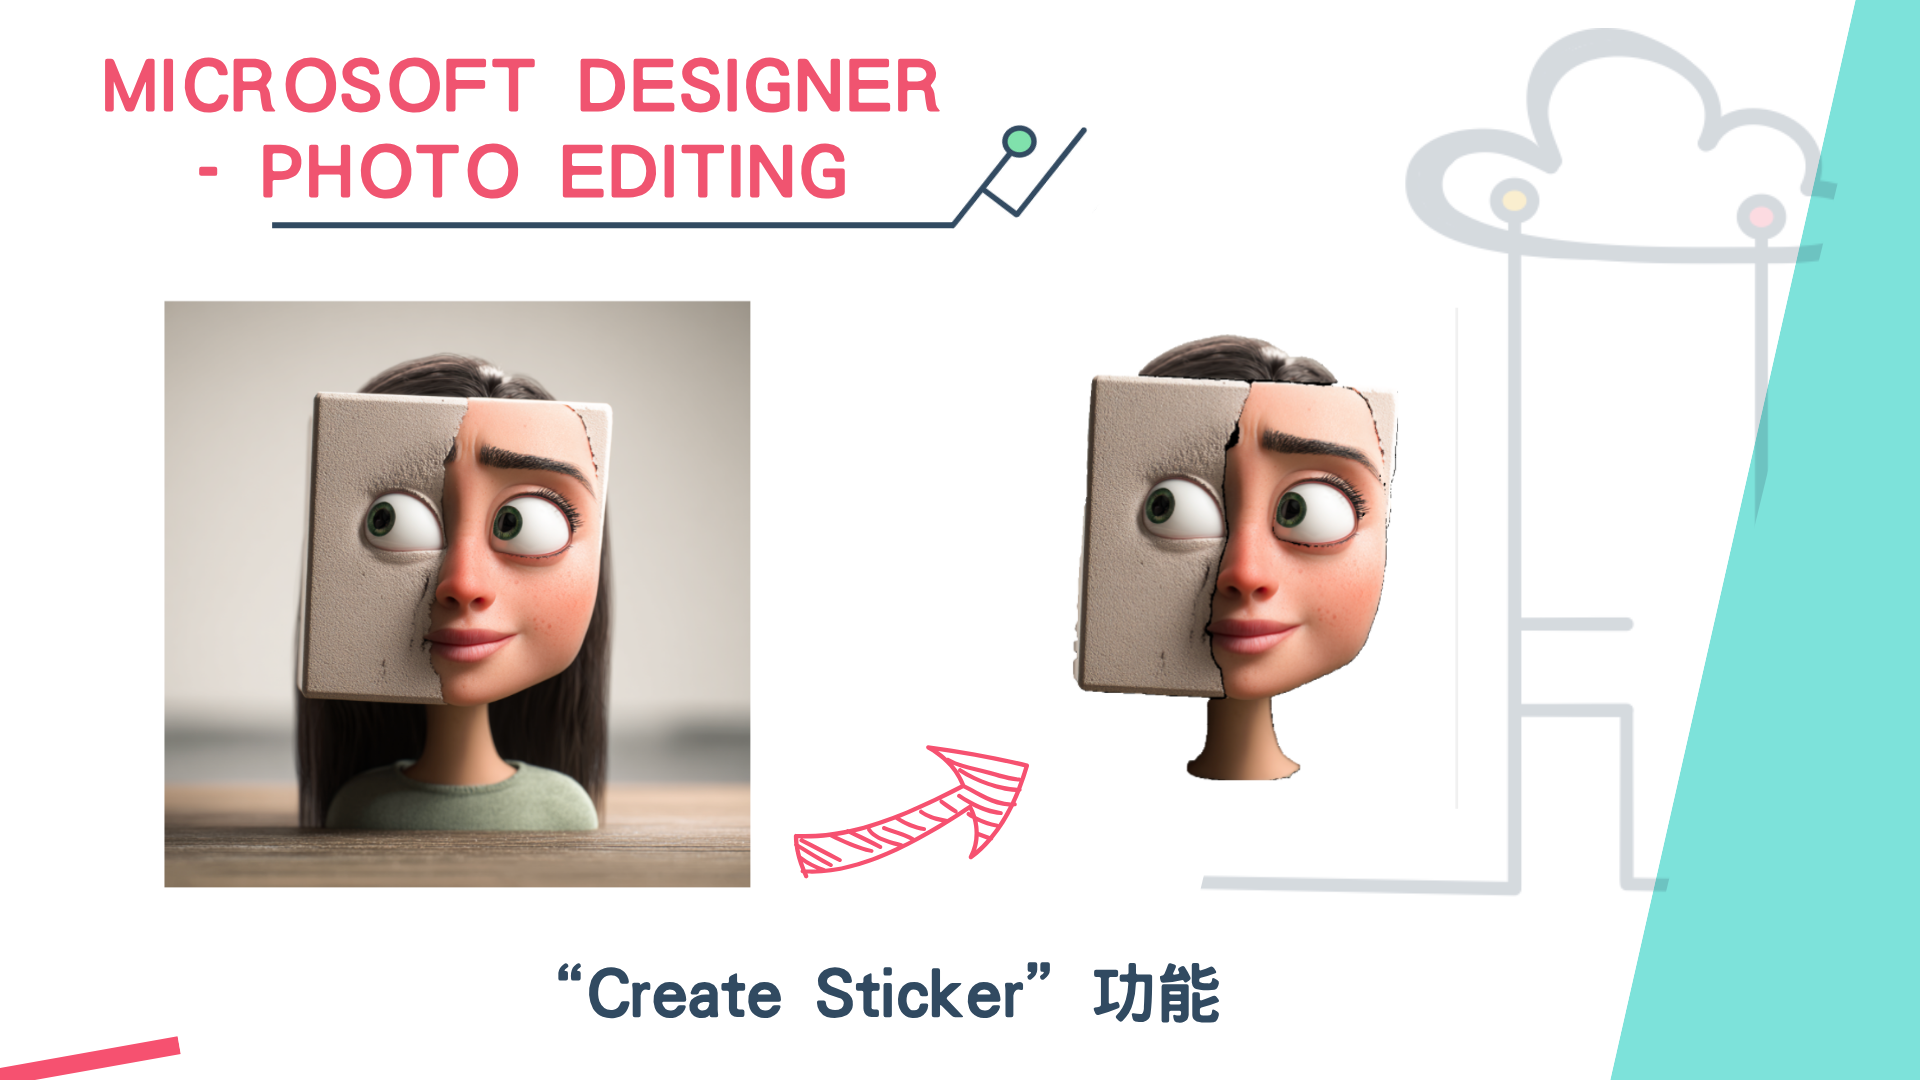 MICROSOFT DESIGNER
- PHOTO EDITING
“Create Sticker” 功能